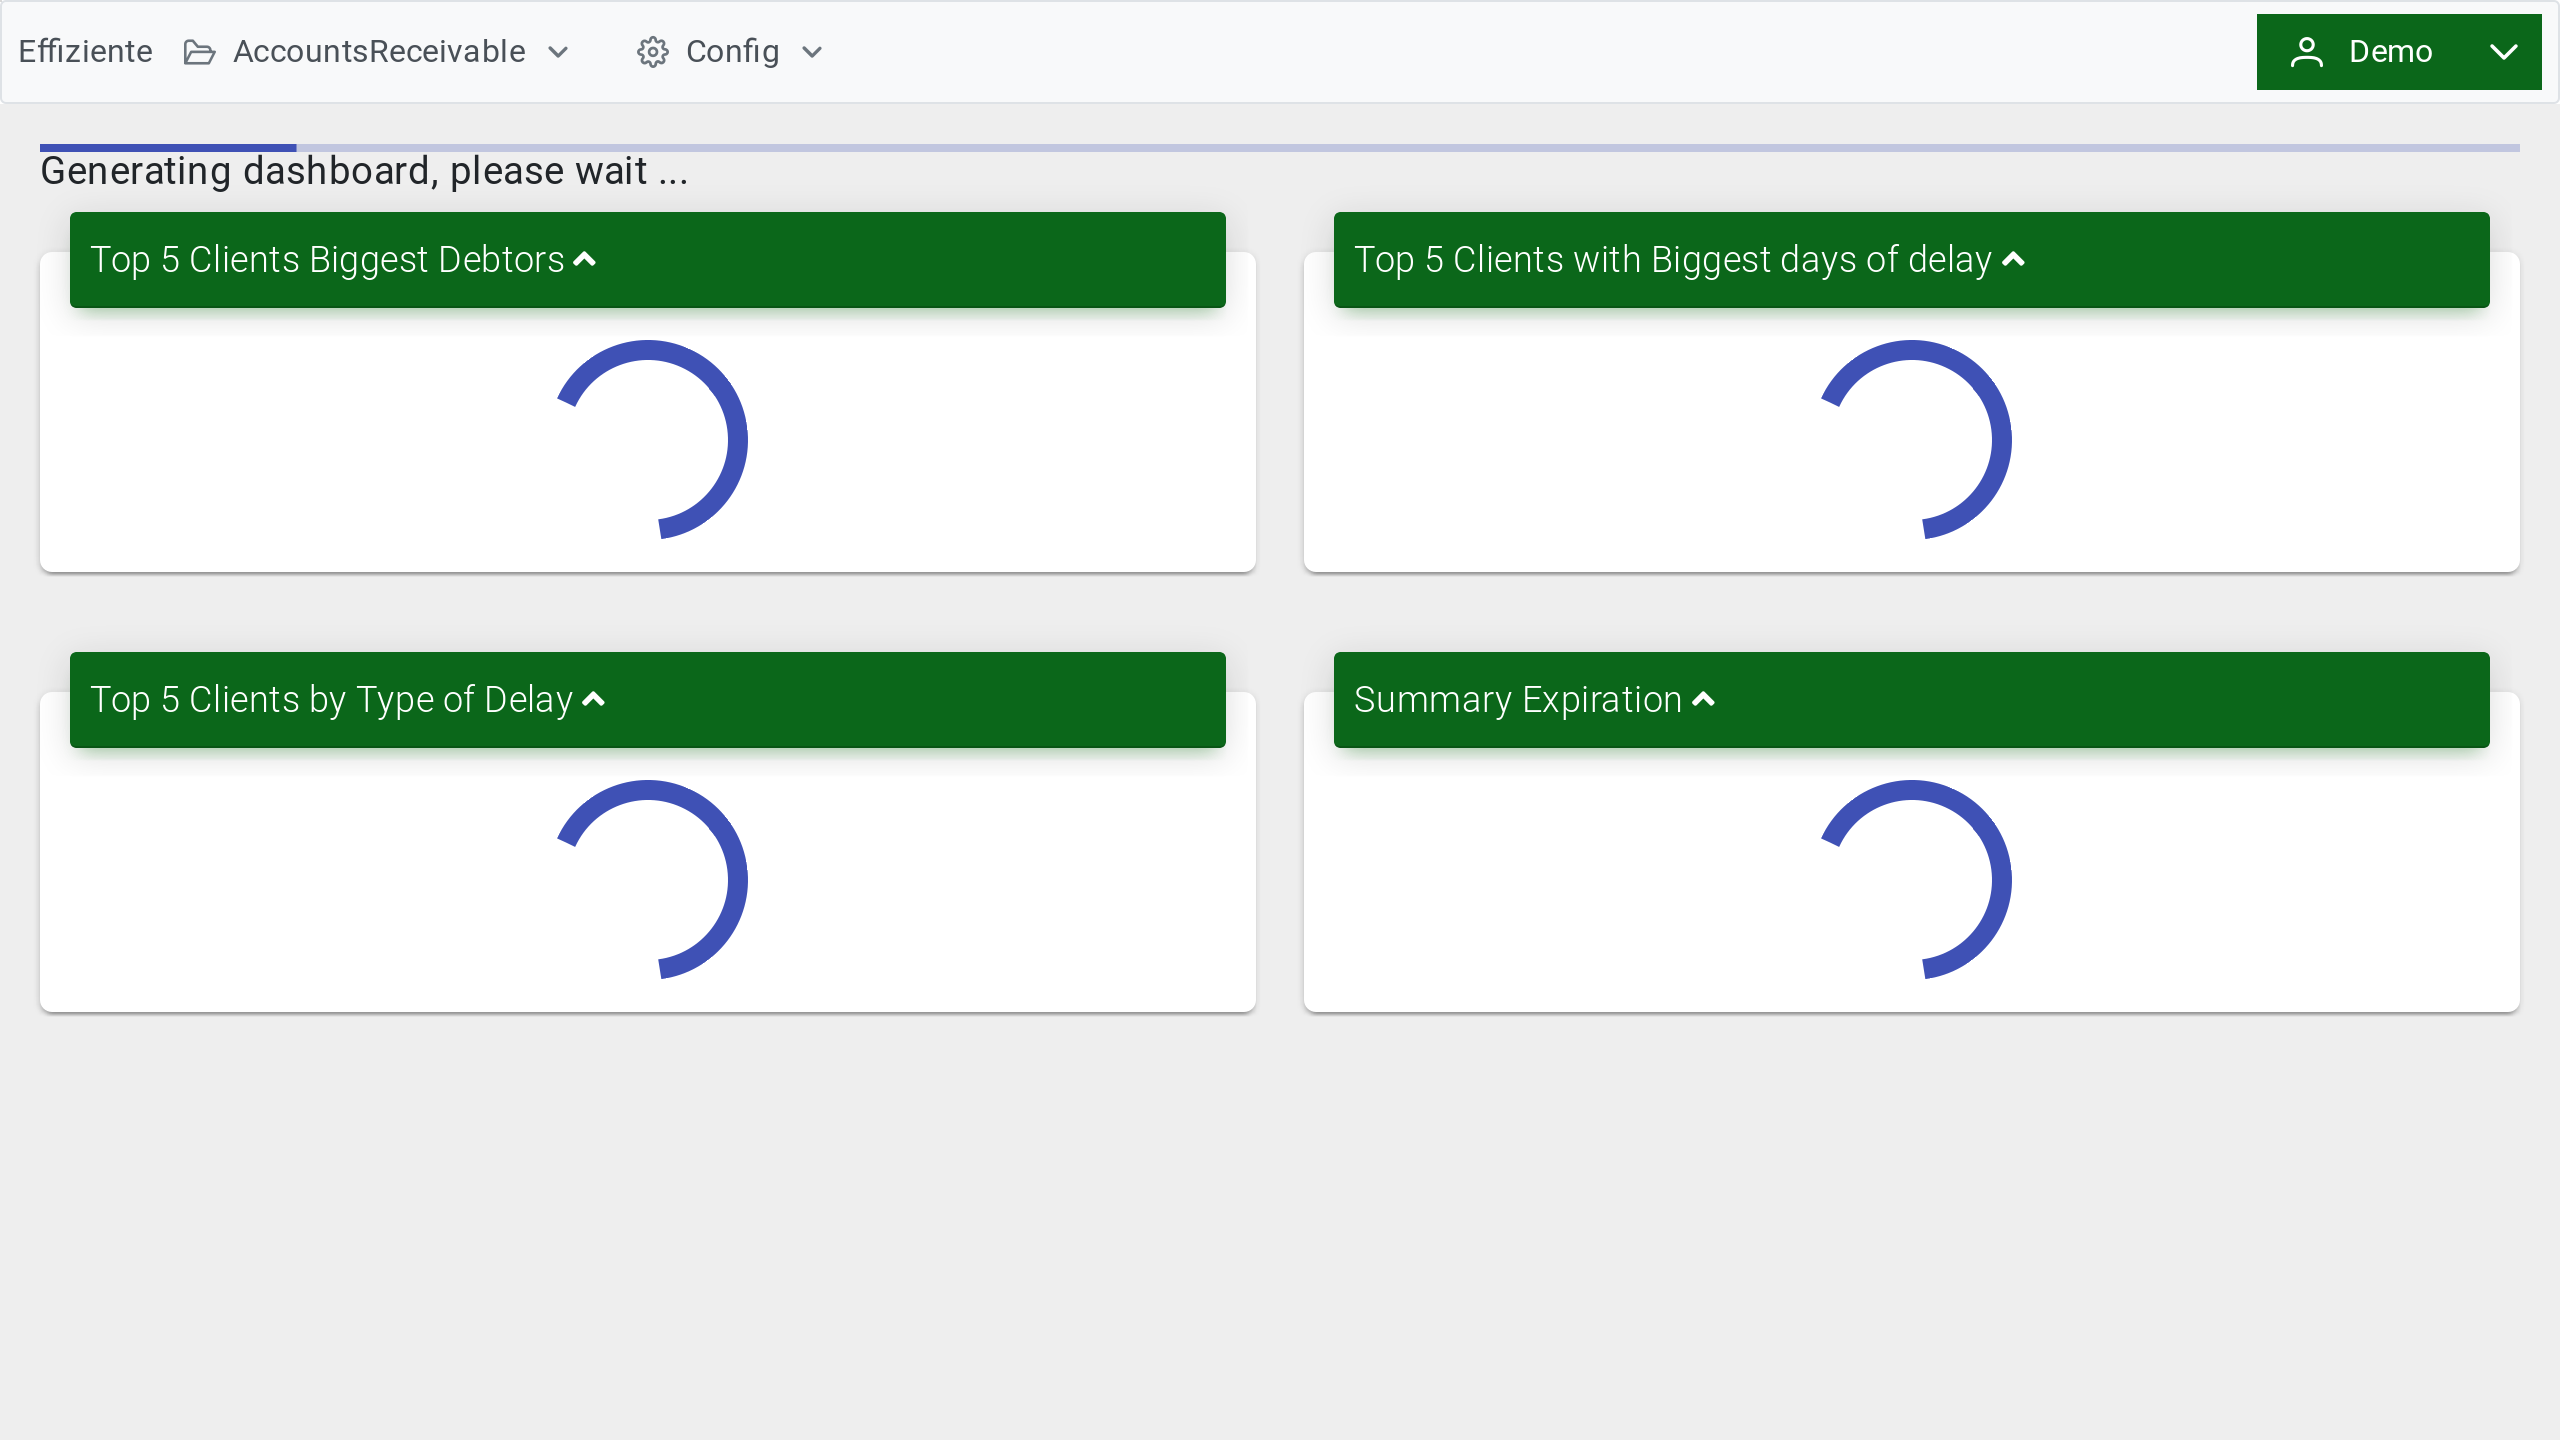 Effiziente AccountsReceivable Config Demo
Generating dashboard, please wait ...
Top 5 Clients Biggest Debtors
Top 5 Clients with Biggest days of delay
Top 5 Clients by Type of Delay
Summary Expiration